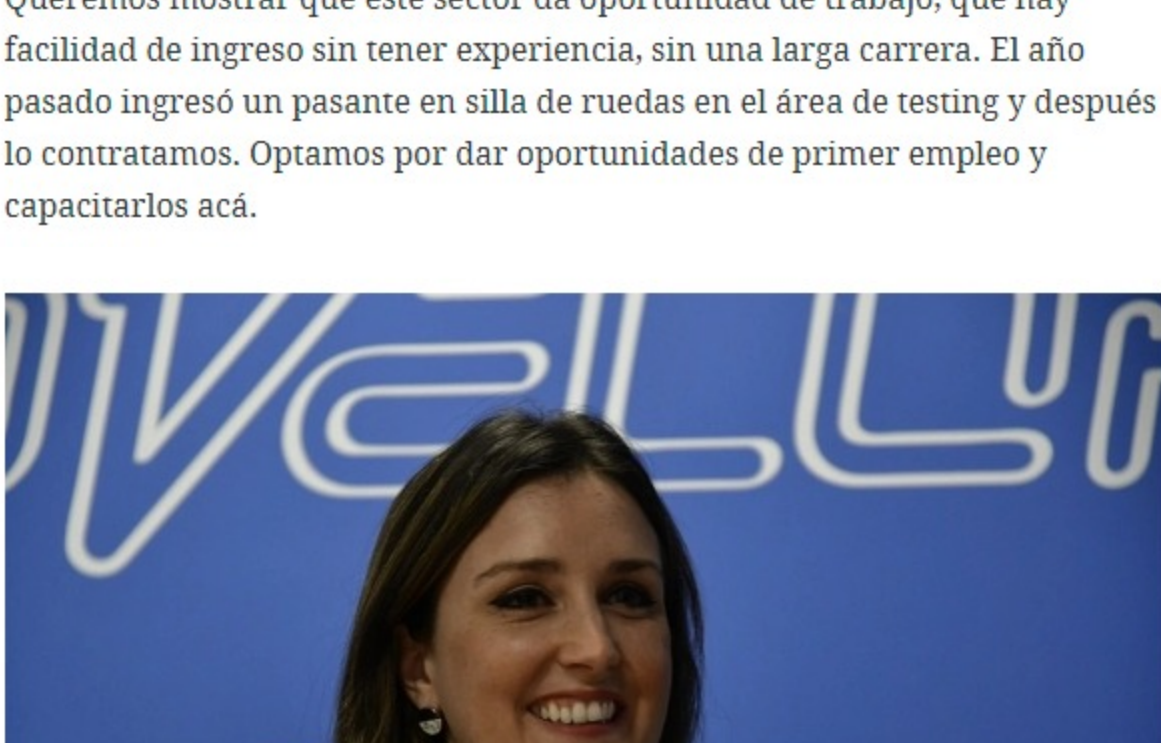 Queremos mostrar que este sector da oportunidad de trabajo, que hay
facilidad de ingreso sin tener experiencia, sin una larga carrera. El año
pasado ingresó un pasante en silla de ruedas en el área de testing y después
lo contratamos. Optamos por dar oportunidades de primer empleo y
capacitarlos acá.